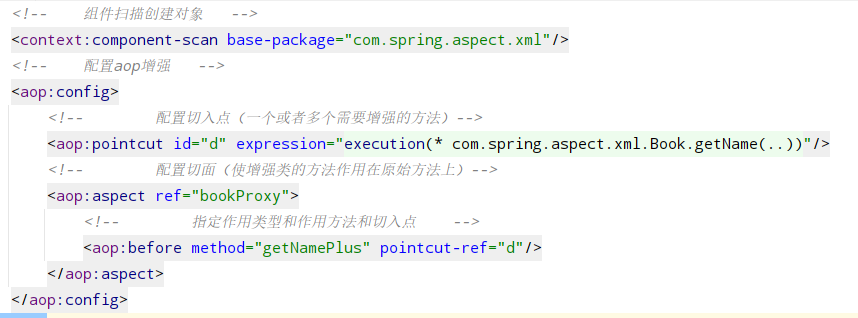 <!--    组件扫描创建对象    -->
<context:component-scan base-package="com.spring.aspect.xml"/>
<!--    配置aop增强    -->
<aop:config>
    <!--        配置切入点（一个或者多个需要增强的方法）-->
    <aop:pointcut id="d" expression="execution(* com.spring.aspect.xml.Book.getName(..))"/>
    <!--        配置切面（使增强类的方法作用在原始方法上）-->
    <aop:aspect ref="bookProxy">
        <!--            指定作用类型和作用方法和切入点    -->
        <aop:before method="getNamePlus" pointcut-ref="d"/>
    </aop:aspect>
</aop:config>